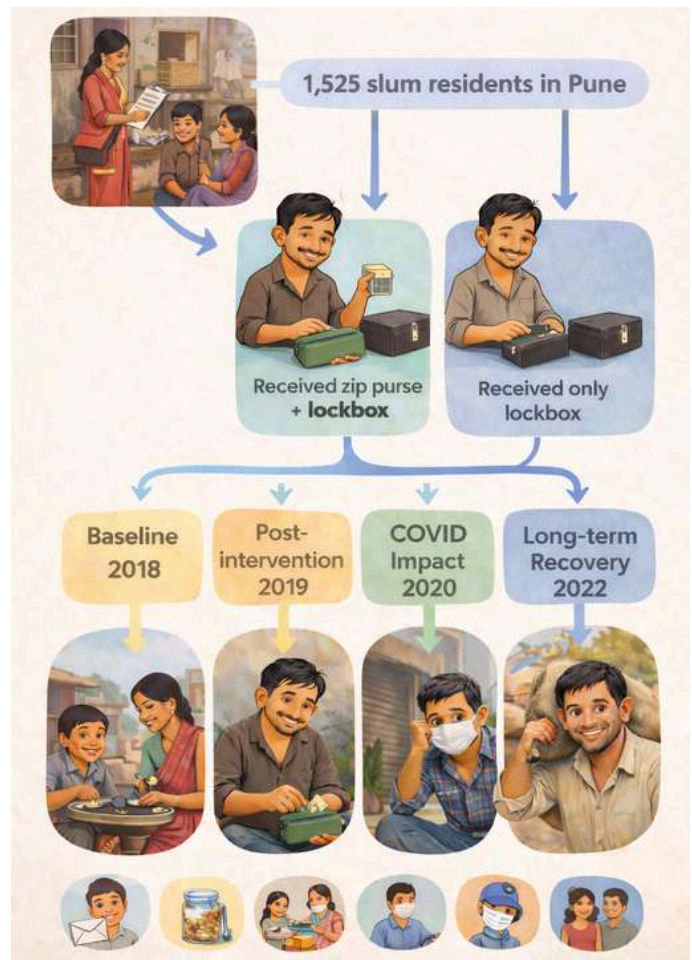 1,525 slum residents in Pune
Received zip purse
+ lockbox
Received only
lockbox
Baseline
2018
Post-
intervention
2019
COVID
Impact
2020
Long-term
Recovery
2022